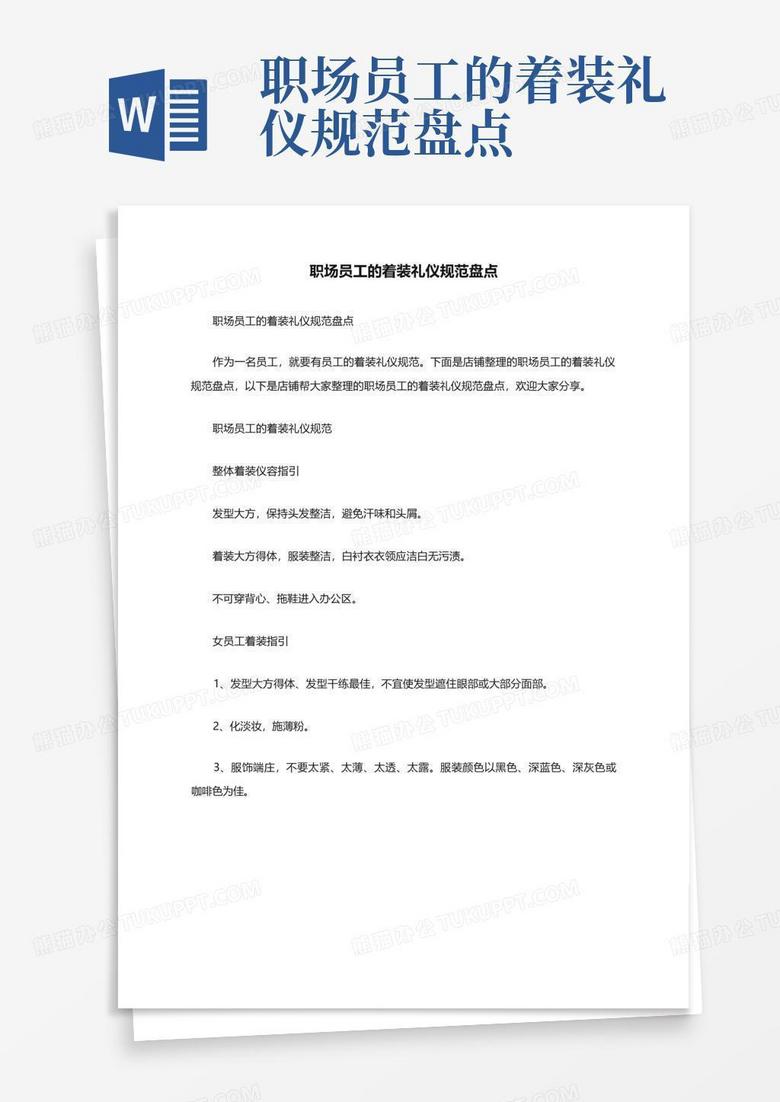 职场员工的着装礼
仪规范盘点
W
职场员工的着装礼仪规范盘点
职场员工的着装礼仪规范盘点
作为一名员工，就要有员工的着装礼仪规范。下面是店铺整理的职场员工的着装礼仪
规范盘点，以下是店铺帮大家整理的职场员工的着装礼仪规范盘点，欢迎大家分享。
职场员工的着装礼仪规范
整体着装仪容指引
发型大方，保持头发整洁，避免汗味和头屑。
着装大方得体，服装整洁，白衬衣衣领应洁白无污渍。
不可穿背心、拖鞋进入办公区。
女员工着装指引
1、发型大方得体、发型干练最佳，不宜使发型遮住眼部或大部分面部。
2、化淡妆，施薄粉。
3、服饰端庄，不要太紧、太薄、太透、太露。服装颜色以黑色、深蓝色、深灰色或
咖啡色为佳。
熊猫办公TUKUPPT.COM